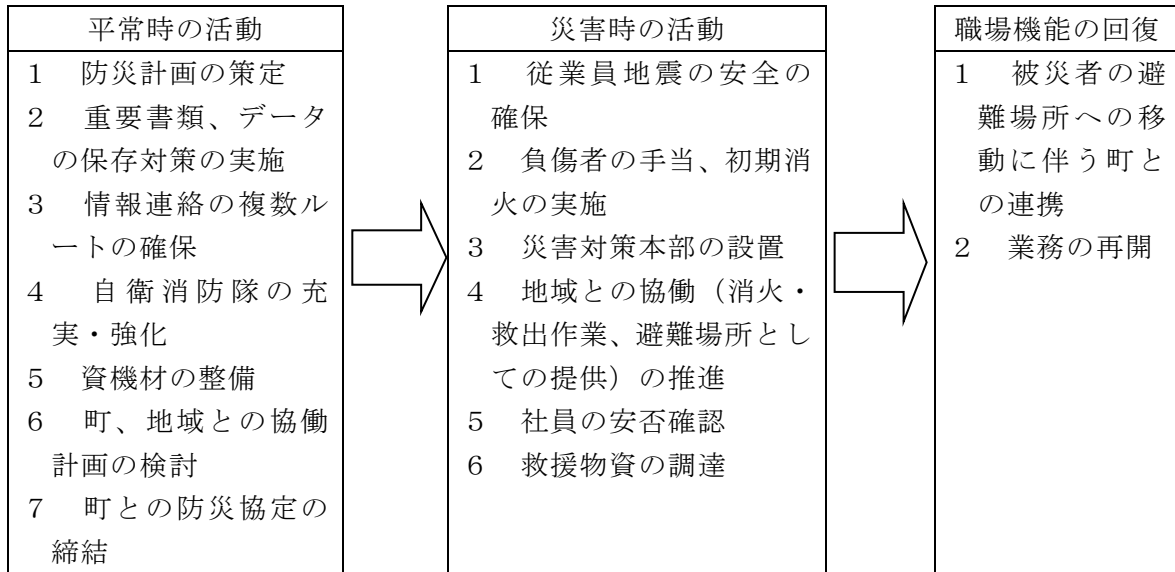 平常時の活動
1　防災計画の策定
2　重要書類、データ
の保存対策の実施
3　情報連絡の複数ル
ートの確保
4　自衛消防隊の充
実・強化
5　資機材の整備
6　町、地域との協働
計画の検討
7　町との防災協定の
締結
災害時の活動
1　従業員地震の安全の
確保
2　負傷者の手当、初期消
火の実施
3　災害対策本部の設置
4　地域との協働（消火・
救出作業、避難場所とし
ての提供）の推進
5　社員の安否確認
6　救援物資の調達
職場機能の回復
1　被災者の避
難場所への移
動に伴う町と
の連携
2　業務の再開